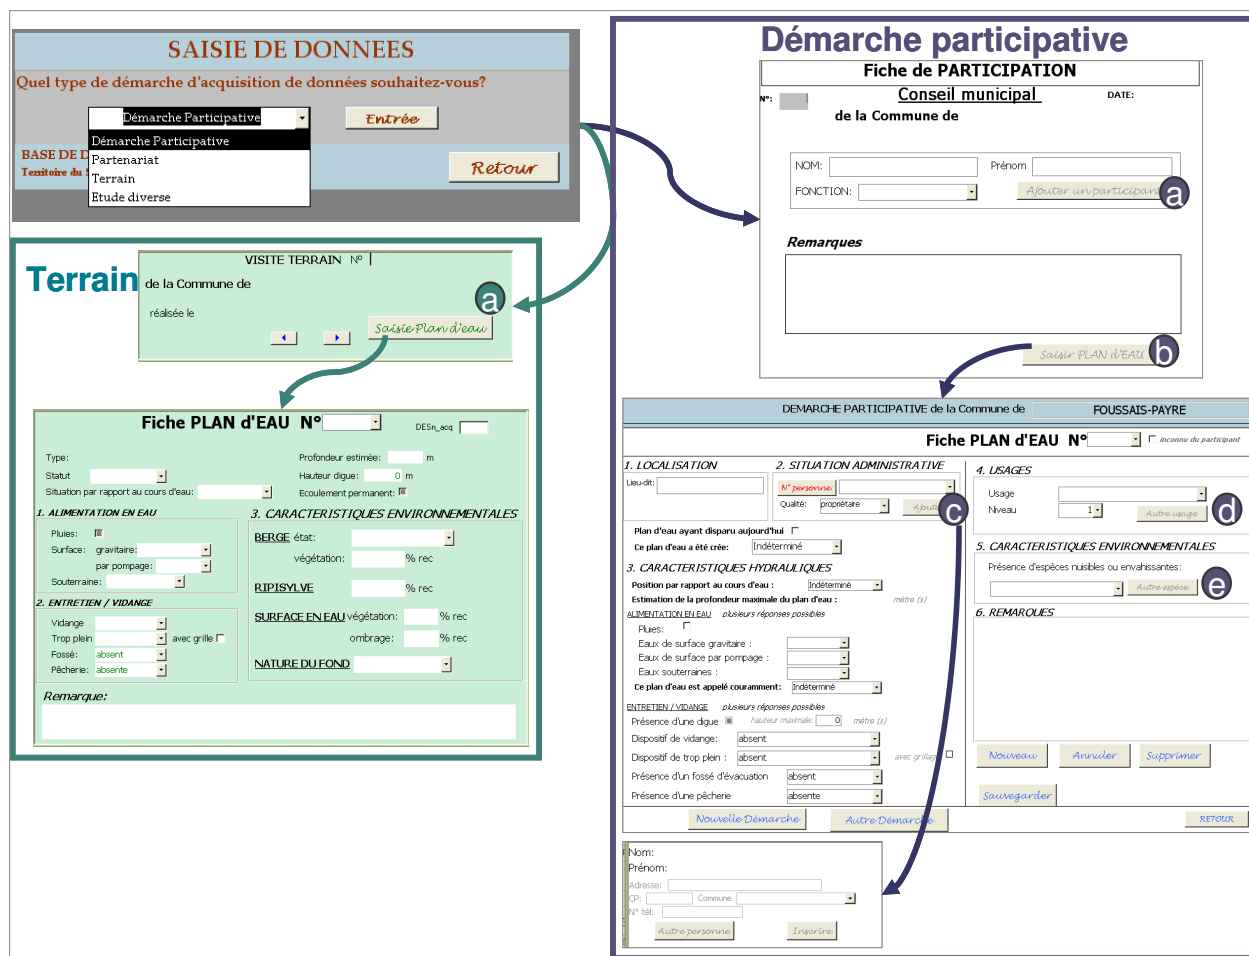 SAISIE DE DONNEES
Quel type de démarche d'acquisition de données souhaitez-vous?
Démarche Participative
Entrée
Démarche Participative
Partenariat
Terrain
Etude diverse
BASE DE D
Territoire du S
Retour
Terrain
VISITE TERRAIN N°
de la Commune de
réalisée le
a
Saisie Plan d'eau
Fiche PLAN d'EAU N°
DESn_acq
Type:
Profondeur estimée: m
Statut
Hauteur digue: 0 m
Situation par rapport au cours d'eau:
Ecoulement permanent:
1. ALIMENTATION EN EAU
Pluies:
Surface: gravitaire:
par pompage:
Souterraine:
2. ENTRETIEN / VIDANGE
Vidange
Trop plein avec grille
Fossé: absent
Pêcherie: absente
3. CARACTERISTIQUES ENVIRONNEMENTALES
BERGE état:
végétation: % rec
RIPISYLVE % rec
SURFACE EN EAU végétation: % rec
ombrage: % rec
NATURE DU FOND
Remarque:
Démarche participative
Fiche de PARTICIPATION
N°:
Conseil municipal
DATE:
de la Commune de
NOM: Prénom
FONCTION:
Ajouter un participant
a
Remarques
Saisir PLAN d'EAU
b
DEMARCHE PARTICIPATIVE de la Commune de FOUSSAIS-PAYRE
Fiche PLAN d'EAU N°
inconnu du participant
1. LOCALISATION
Lieu-dit:
2. SITUATION ADMINISTRATIVE
N° personne
Qualité: propriétaire
Ajoute
c
Plan d'eau ayant disparu aujourd'hui
Ce plan d'eau a été crée: Indéterminé
3. CARACTERISTIQUES HYDRAULIQUES
Position par rapport au cours d'eau : Indéterminé
Estimation de la profondeur maximale du plan d'eau : mètre (s)
ALIMENTATION EN EAU plusieurs réponses possibles
Pluies:
Eaux de surface gravitaire :
Eaux de surface par pompage :
Eaux souterraines :
Ce plan d'eau est appelé couramment: Indéterminé
ENTRETIEN / VIDANGE plusieurs réponses possibles
Présence d'une digue hauteur maximale: 0 mètre (s)
Dispositif de vidange: absent
Dispositif de trop plein : absent avec grillage
Présence d'un fossé d'évacuation absent
Présence d'une pêcherie absente
4. USAGES
Usage
Niveau 1
Autre usage
d
5. CARACTERISTIQUES ENVIRONNEMENTALES
Présence d'espèces nuisibles ou envahissantes:
Autre espèce
e
6. REMARQUES
Nouveau
Annuler
Supprimer
Sauvegarder
Nouvelle Démarche
Autre Démarche
RETOUR
Nom:
Prénom:
Adresse:
CP: Commune:
N° tél:
Autre personne
Inscrire